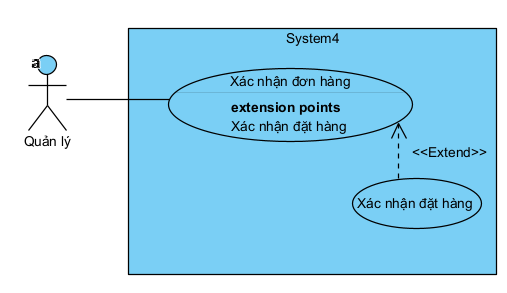 System4
a
Xác nhận đơn hàng
extension points
Xác nhận đặt hàng
Quản lý
<<Extend>>
Xác nhận đặt hàng